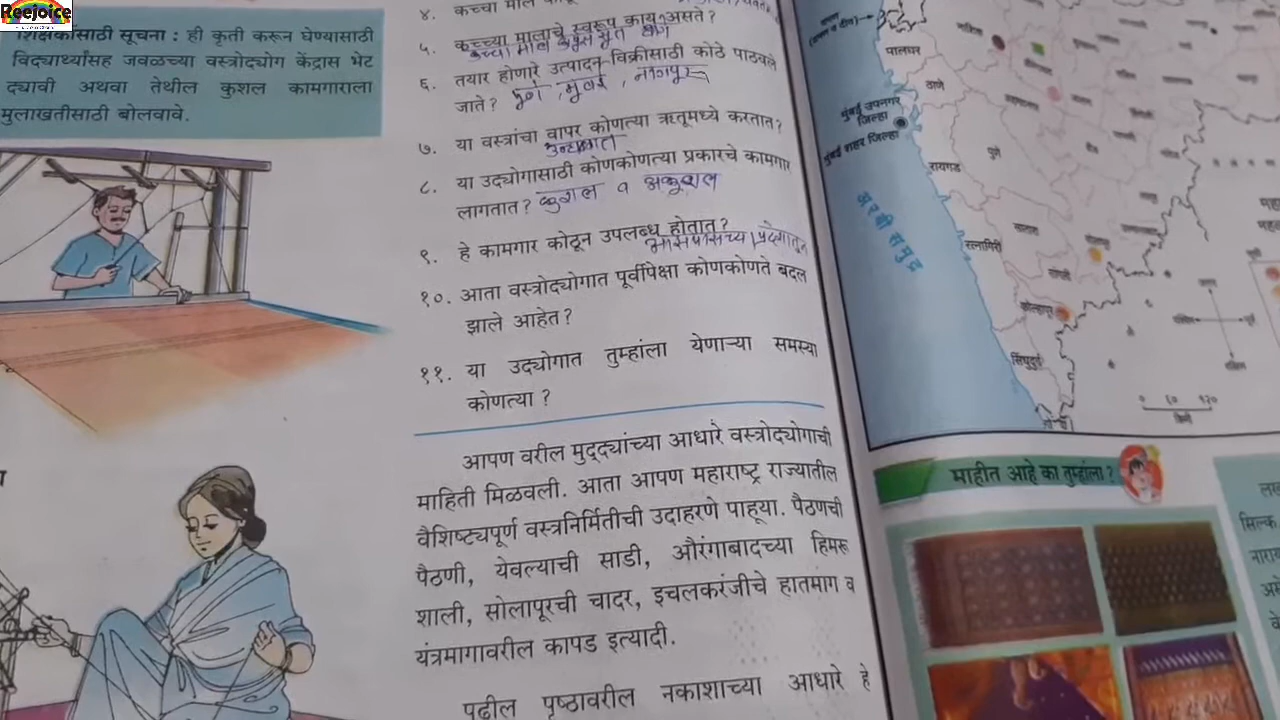 Reejoice
शिक्षकांसाठी सूचना : ही कृती करून घेण्यासाठी
विद्यार्थ्यांसह जवळच्या वस्त्रोद्योग केंद्रास भेट
द्यावी अथवा तेथील कुशल कामगाराला
मुलाखतीसाठी बोलवावे.
४. कच्चा माल
५. कच्च्या मालाचे स्वरूप काय असते?
६. तयार होणारे उत्पादन विक्रीसाठी कोठे पाठवले
जाते? पुणे, मुंबई, नागपूर
७. या वस्त्रांचा वापर कोणत्या ऋतूमध्ये करतात?
उन्हाळ्यात
८. या उद्योगासाठी कोणकोणत्या प्रकारचे कामगार
लागतात? कुशल व अकुशल
९. हे कामगार कोठून उपलब्ध होतात?
आसपासच्या प्रदेशातून
१०. आता वस्त्रोद्योगात पूर्वीपेक्षा कोणकोणते बदल
झाले आहेत?
११. या उद्योगात तुम्हांला येणाऱ्या समस्या
कोणत्या ?
आपण वरील मुद्द्यांच्या आधारे वस्त्रोद्योगाची
माहिती मिळवली. आता आपण महाराष्ट्र राज्यातील
वैशिष्ट्यपूर्ण वस्त्रनिर्मितीची उदाहरणे पाहूया. पैठणची
पैठणी, येवल्याची साडी, औरंगाबादच्या हिमरू
शाली, सोलापूरची चादर, इचलकरंजीचे हातमाग व
यंत्रमागावरील कापड इत्यादी.
पुढील पृष्ठावरील नकाशाच्या आधारे हे
पालघर
ठाणे
मुंबई उपनगर
जिल्हा
मुंबई शहर जिल्हा
रायगड
पुणे
रत्नागिरी
अरबी समुद्र
सिंधुदुर्ग
माहीत आहे का तुम्हांला ?